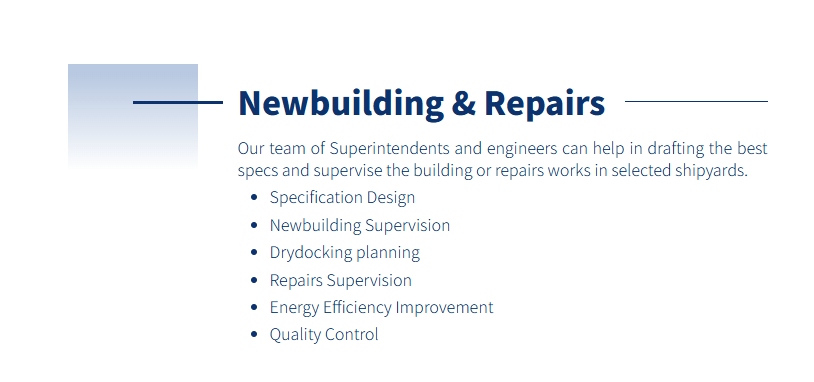 Newbuilding & Repairs
Our team of Superintendents and engineers can help in drafting the best
specs and supervise the building or repairs works in selected shipyards.
• Specification Design
• Newbuilding Supervision
• Drydocking planning
• Repairs Supervision
• Energy Efficiency Improvement
• Quality Control